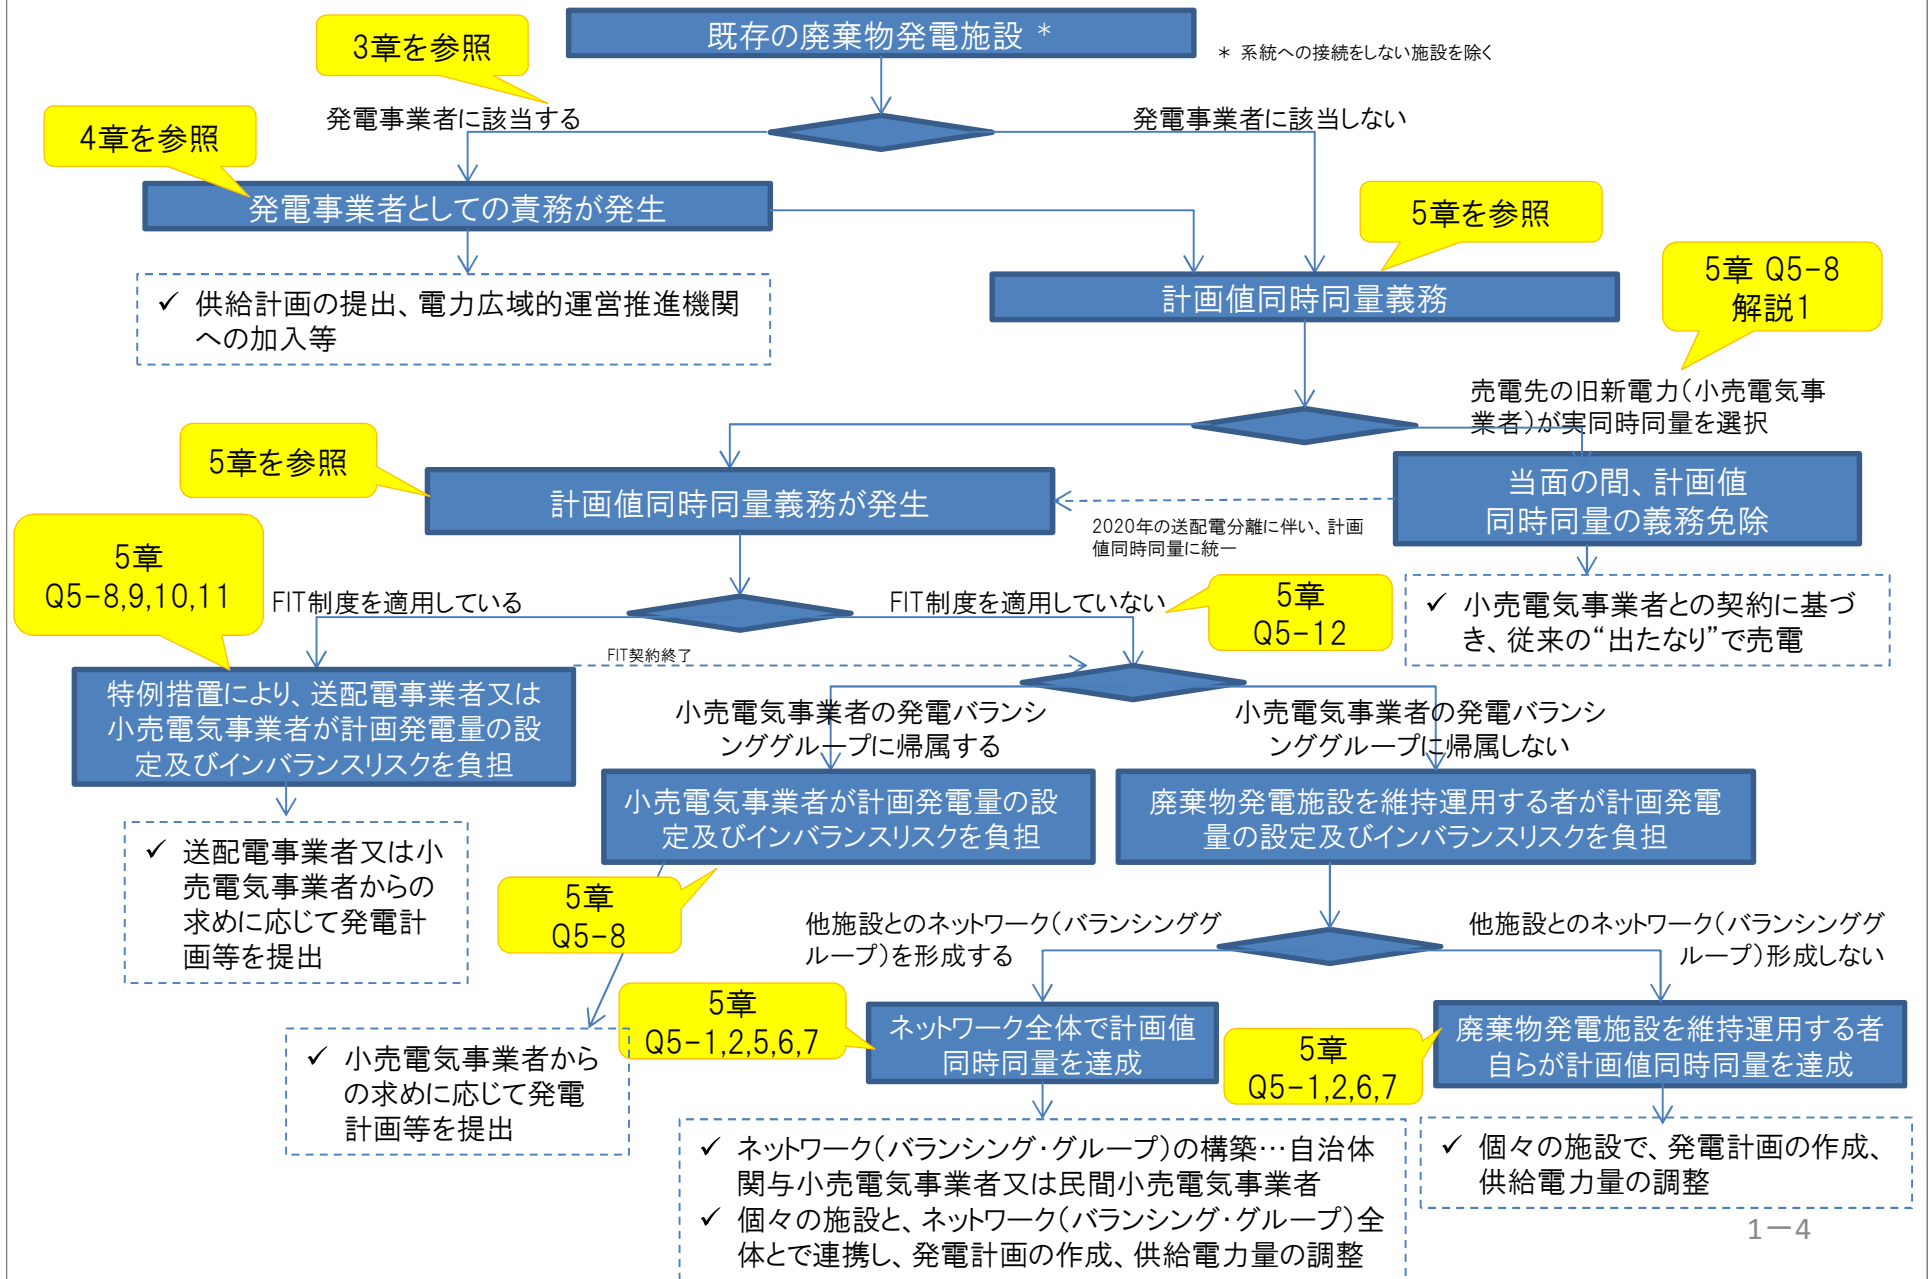 既存の廃棄物発電施設 *
* 系統への接続をしない施設を除く
3章を参照
発電事業者に該当する
発電事業者に該当しない
4章を参照
発電事業者としての責務が発生
5章を参照
✓ 供給計画の提出、電力広域的運営推進機関
への加入等
計画値同時同量義務
5章 Q5-8
解説1
売電先の旧新電力(小売電気事
業者)が実同時同量を選択
5章を参照
計画値同時同量義務が発生
当面の間、計画値
同時同量の義務免除
2020年の送配電分離に伴い、計画
値同時同量に統一
5章
Q5-8,9,10,11
FIT制度を適用している
FIT制度を適用していない
5章
Q5-12
✓ 小売電気事業者との契約に基づ
き、従来の“出たなり”で売電
FIT契約終了
特例措置により、送配電事業者又は
小売電気事業者が計画発電量の設
定及びインバランスリスクを負担
小売電気事業者の発電バランシ
ンググループに帰属する
小売電気事業者の発電バランシ
ンググループに帰属しない
小売電気事業者が計画発電量の設
定及びインバランスリスクを負担
廃棄物発電施設を維持運用する者が計画発電
量の設定及びインバランスリスクを負担
✓ 送配電事業者又は小
売電気事業者からの
求めに応じて発電計
画等を提出
5章
Q5-8
他施設とのネットワーク(バランシンググ
ループ)を形成する
他施設とのネットワーク(バランシンググ
ループ)形成しない
5章
Q5-1,2,5,6,7
ネットワーク全体で計画値
同時同量を達成
5章
Q5-1,2,6,7
廃棄物発電施設を維持運用する者
自らが計画値同時同量を達成
✓ 小売電気事業者から
の求めに応じて発電
計画等を提出
✓ ネットワーク(バランシング・グループ)の構築…自治体
関与小売電気事業者又は民間小売電気事業者
✓ 個々の施設と、ネットワーク(バランシング・グループ)全
体とで連携し、発電計画の作成、供給電力量の調整
✓ 個々の施設で、発電計画の作成、
供給電力量の調整
1-4